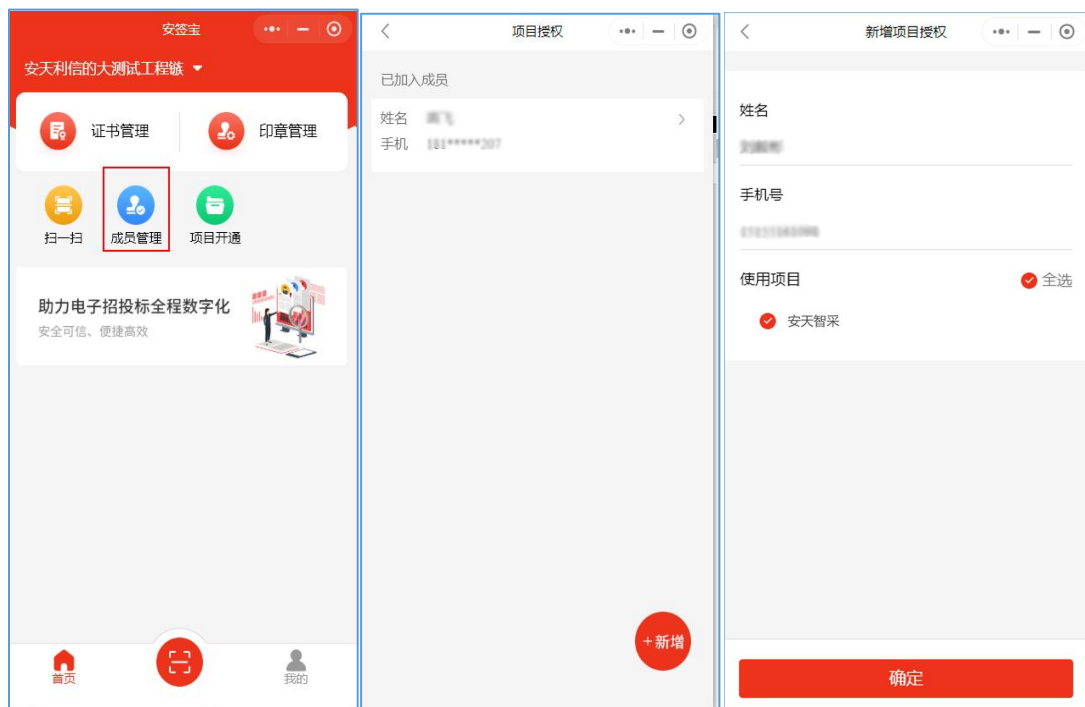 安签宝
安天利信的大测试工程鏃
证书管理
印章管理
扫一扫
成员管理
项目开通
助力电子招投标全程数字化
安全可信、便捷高效
首页
我的
项目授权
已加入成员
姓名
手机 181*****207
+新增
新增项目授权
姓名
手机号
使用项目
全选
安天智采
确定